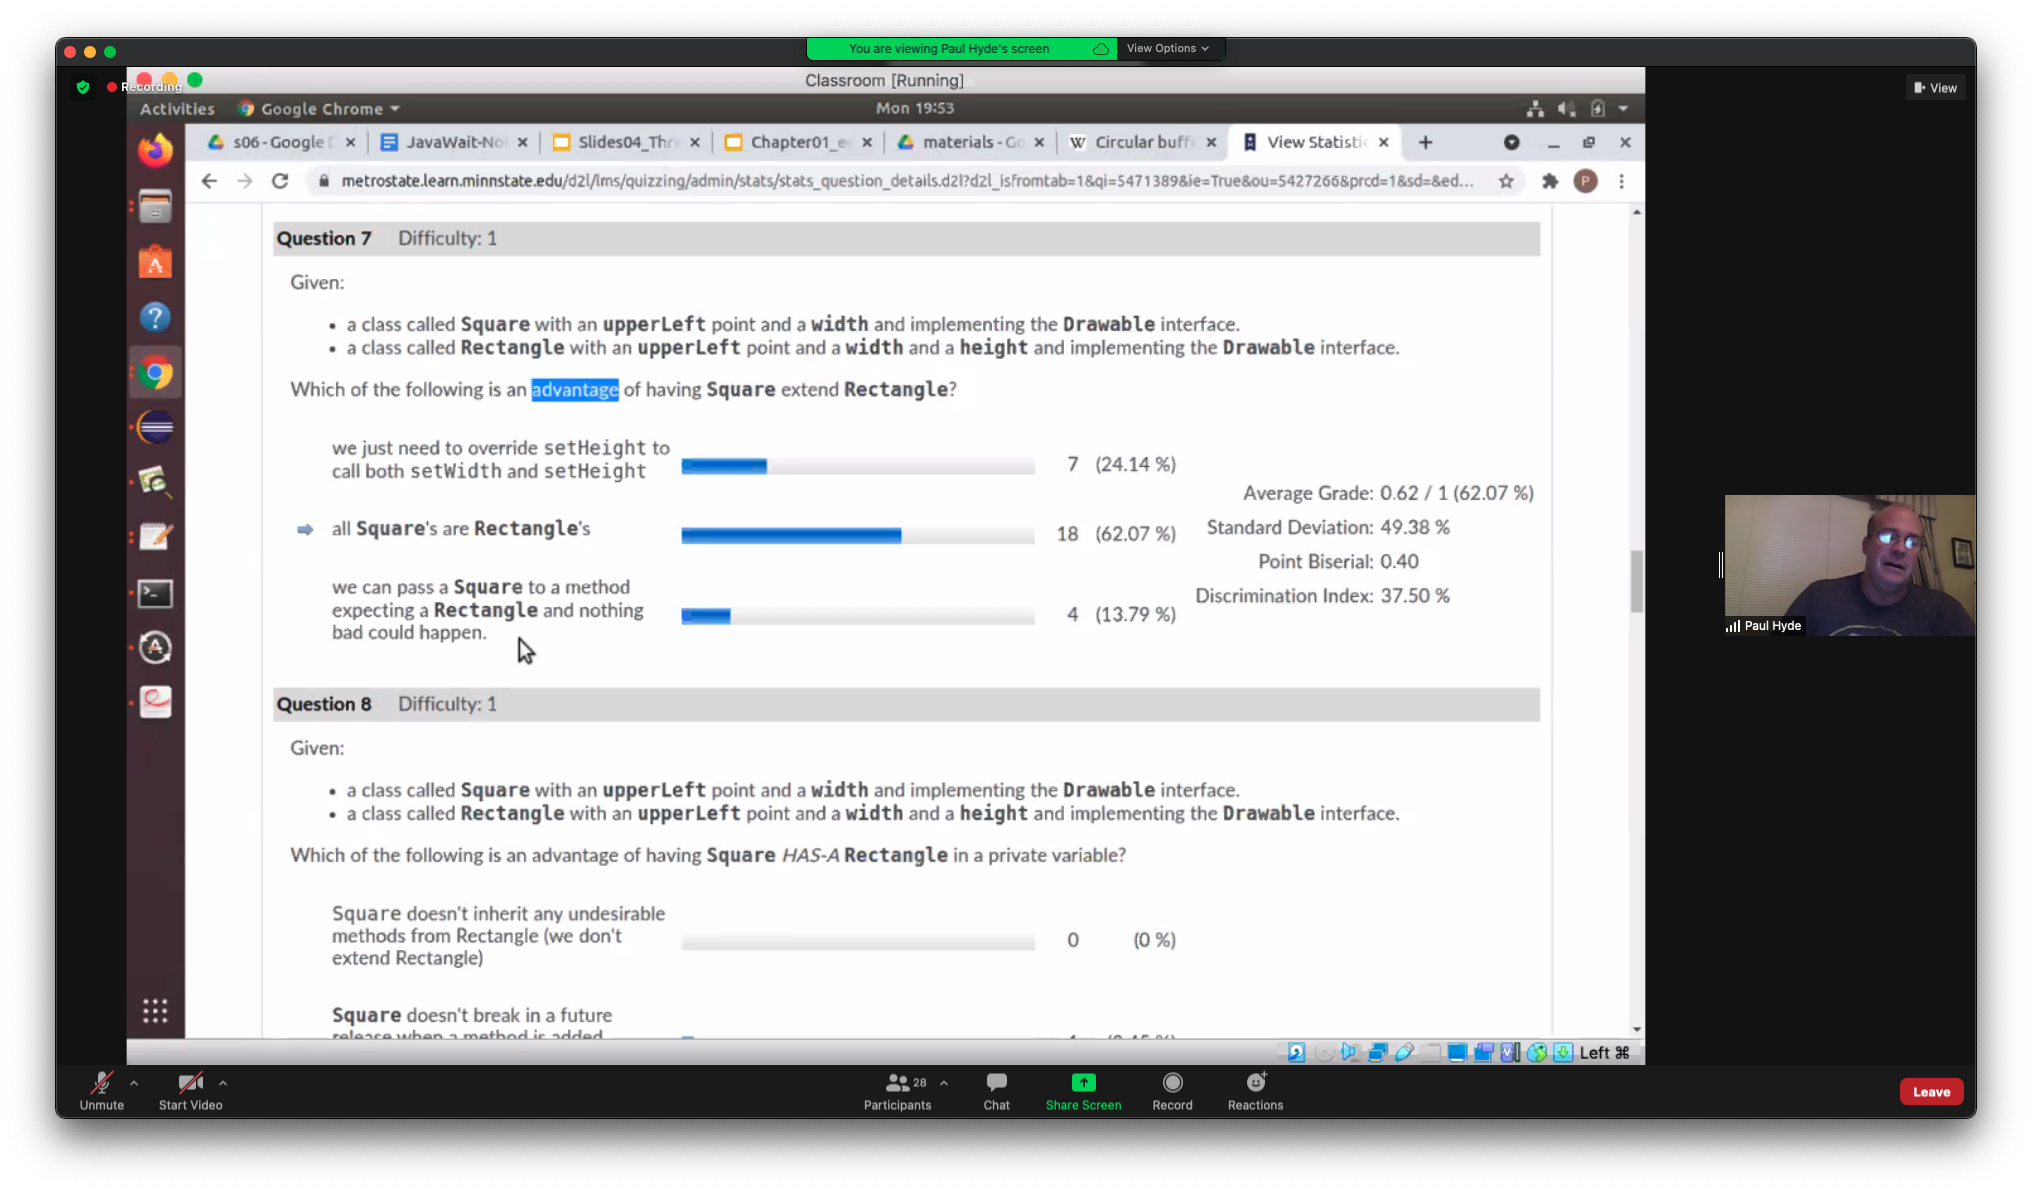 You are viewing Paul Hyde's screen
View Options
Classroom [Running]
Recording
View
Activities
Google Chrome
Mon 19:53
s06 - Google D
JavaWait-No
Slides04_Thr
Chapter01_e
materials - Go
Circular buff
View Statistic
metrostate.learn.minnstate.edu/d2l/lms/quizzing/admin/stats/stats_question_details.d2l?d2l_isfromtab=1&qi=5471389&ie=True&ou=5427266&prcd=1&sd=&ed...
P
Question 7 Difficulty: 1
Given:
• a class called Square with an upperLeft point and a width and implementing the Drawable interface.
• a class called Rectangle with an upperLeft point and a width and a height and implementing the Drawable interface.
Which of the following is an advantage of having Square extend Rectangle?
we just need to override setHeight to
call both setWidth and setHeight
7 (24.14 %)
all Square's are Rectangle's
18 (62.07 %)
we can pass a Square to a method
expecting a Rectangle and nothing
bad could happen.
4 (13.79 %)
Average Grade: 0.62 / 1 (62.07 %)
Standard Deviation: 49.38 %
Point Biserial: 0.40
Discrimination Index: 37.50 %
Paul Hyde
Question 8 Difficulty: 1
Given:
• a class called Square with an upperLeft point and a width and implementing the Drawable interface.
• a class called Rectangle with an upperLeft point and a width and a height and implementing the Drawable interface.
Which of the following is an advantage of having Square HAS-A Rectangle in a private variable?
Square doesn't inherit any undesirable
methods from Rectangle (we don't
extend Rectangle)
0 (0 %)
Square doesn't break in a future
release when a method is added
Left ⌘
Unmute
Start Video
28
Participants
Chat
Share Screen
Record
Reactions
Leave